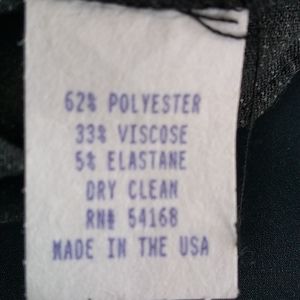 62% POLYESTER
33% VISCOSE
5% ELASTANE
DRY CLEAN
RN# 54168
MADE IN THE USA